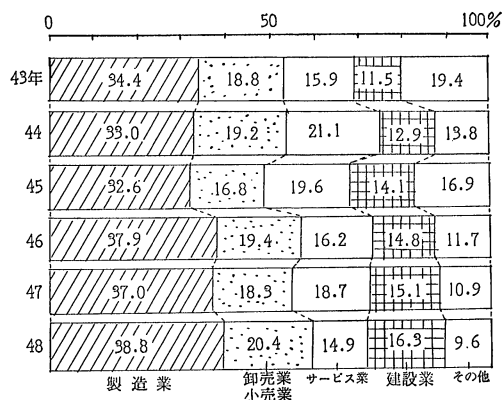 0 50 100%
43年 34.4 18.8 15.9 11.5 19.4
44 33.0 19.2 21.1 12.9 13.8
45 32.6 16.8 19.6 14.1 16.9
46 37.9 19.4 16.2 14.8 11.7
47 37.0 18.3 18.7 15.1 10.9
48 38.8 20.4 14.9 16.3 9.6
製造業 卸売業 サービス業 建設業 その他
小売業